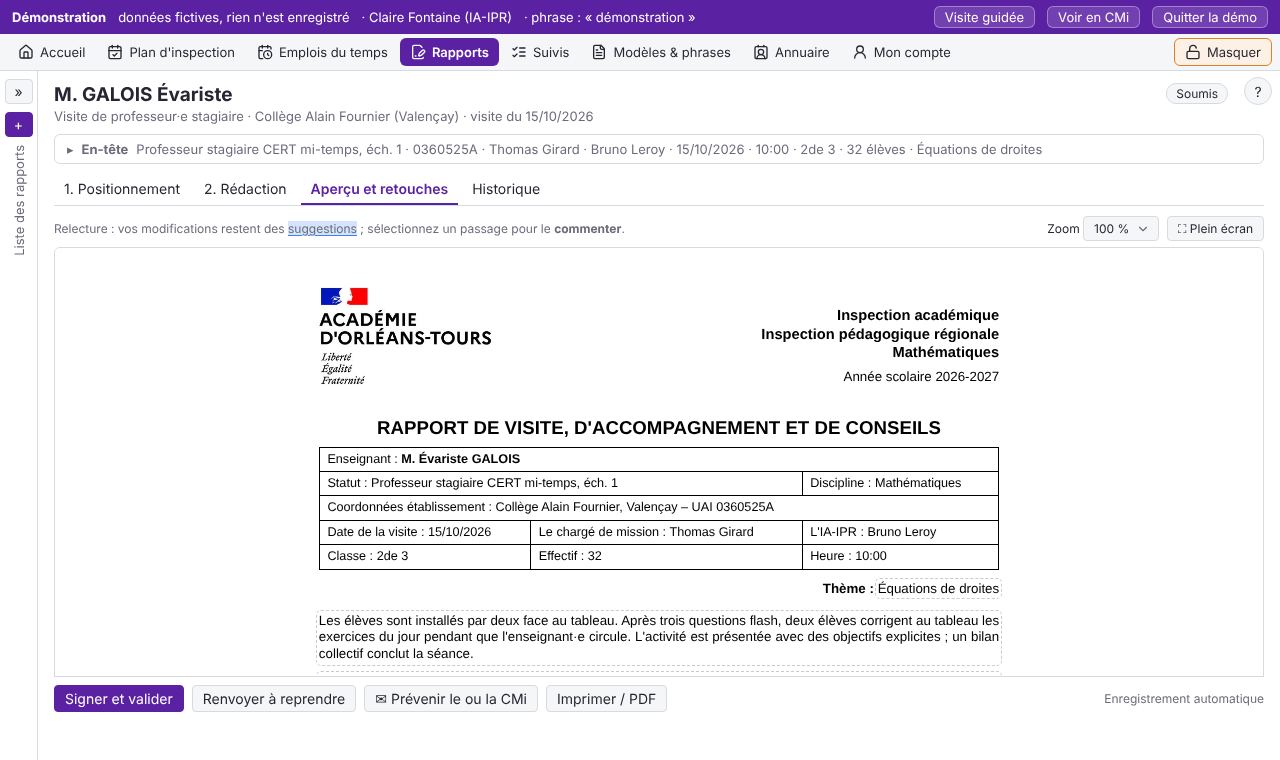 Démonstration données fictives, rien n'est enregistré · Claire Fontaine (IA-IPR) · phrase : « démonstration » Visite guidée Voir en CMi Quitter la démo
Accueil Plan d'inspection Emplois du temps Rapports Suivis Modèles & phrases Annuaire Mon compte Masquer
»
+
Liste des rapports
M. GALOIS Évariste Soumis ?
Visite de professeur·e stagiaire · Collège Alain Fournier (Valençay) · visite du 15/10/2026
▸ En-tête Professeur stagiaire CERT mi-temps, éch. 1 · 0360525A · Thomas Girard · Bruno Leroy · 15/10/2026 · 10:00 · 2de 3 · 32 élèves · Équations de droites
1. Positionnement 2. Rédaction Aperçu et retouches Historique
Relecture : vos modifications restent des suggestions ; sélectionnez un passage pour le commenter. Zoom 100 % Plein écran
ACADÉMIE
D'ORLÉANS-TOURS
Liberté
Égalité
Fraternité
Inspection académique
Inspection pédagogique régionale
Mathématiques
Année scolaire 2026-2027
RAPPORT DE VISITE, D'ACCOMPAGNEMENT ET DE CONSEILS
Enseignant : M. Évariste GALOIS
Statut : Professeur stagiaire CERT mi-temps, éch. 1 Discipline : Mathématiques
Coordonnées établissement : Collège Alain Fournier, Valençay – UAI 0360525A
Date de la visite : 15/10/2026 Le chargé de mission : Thomas Girard L'IA-IPR : Bruno Leroy
Classe : 2de 3 Effectif : 32 Heure : 10:00
Thème : Équations de droites
Les élèves sont installés par deux face au tableau. Après trois questions flash, deux élèves corrigent au tableau les
exercices du jour pendant que l'enseignant·e circule. L'activité est présentée avec des objectifs explicites ; un bilan
collectif conclut la séance.
Signer et valider Renvoyer à reprendre ✉ Prévenir le ou la CMi Imprimer / PDF Enregistrement automatique